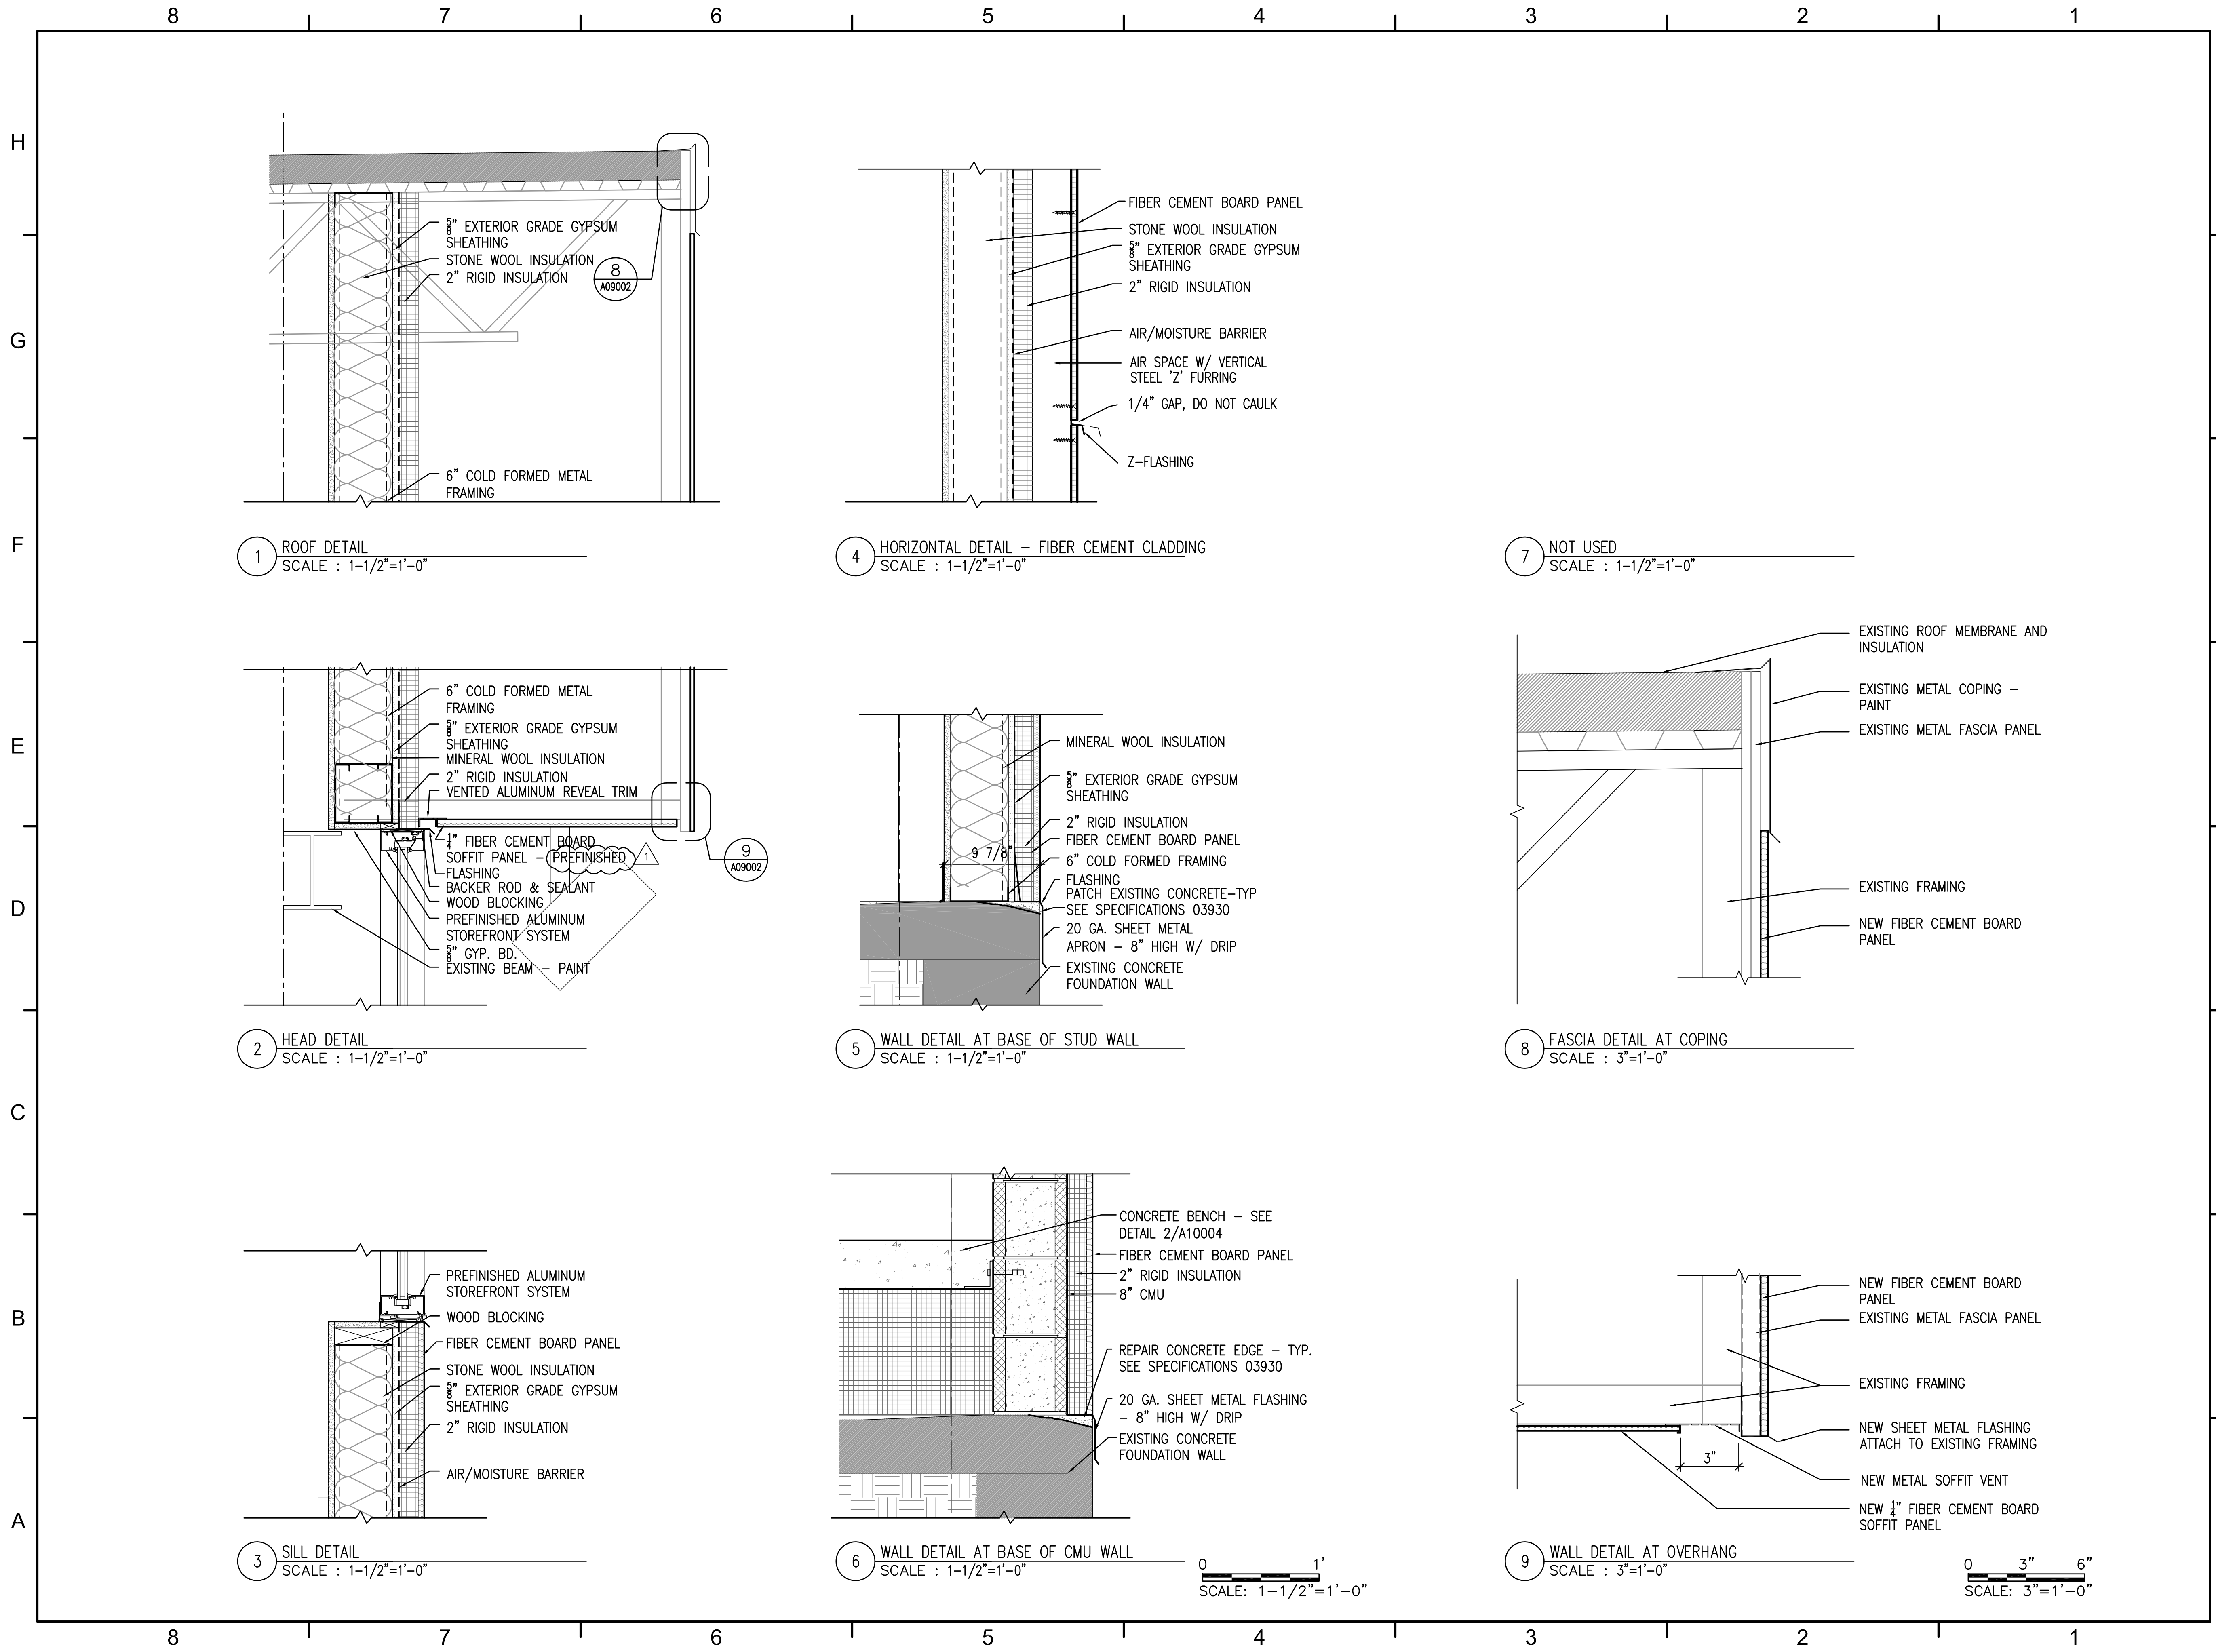 8 7 6 5 4 3 2 1
H
G
F
E
D
C
B
A
5/8" EXTERIOR GRADE GYPSUM
SHEATHING
STONE WOOL INSULATION
2" RIGID INSULATION
8
A09002
6" COLD FORMED METAL
FRAMING
1
ROOF DETAIL
SCALE : 1-1/2"=1'-0"
FIBER CEMENT BOARD PANEL
STONE WOOL INSULATION
5/8" EXTERIOR GRADE GYPSUM
SHEATHING
2" RIGID INSULATION
AIR/MOISTURE BARRIER
AIR SPACE W/ VERTICAL
STEEL 'Z' FURRING
1/4" GAP, DO NOT CAULK
Z-FLASHING
4
HORIZONTAL DETAIL - FIBER CEMENT CLADDING
SCALE : 1-1/2"=1'-0"
7
NOT USED
SCALE : 1-1/2"=1'-0"
6" COLD FORMED METAL
FRAMING
5/8" EXTERIOR GRADE GYPSUM
SHEATHING
MINERAL WOOL INSULATION
2" RIGID INSULATION
VENTED ALUMINUM REVEAL TRIM
1/4" FIBER CEMENT BOARD
SOFFIT PANEL - PREFINISHED
1
FLASHING
BACKER ROD & SEALANT
WOOD BLOCKING
PREFINISHED ALUMINUM
STOREFRONT SYSTEM
5/8" GYP. BD.
EXISTING BEAM - PAINT
9
A09002
2
HEAD DETAIL
SCALE : 1-1/2"=1'-0"
MINERAL WOOL INSULATION
5/8" EXTERIOR GRADE GYPSUM
SHEATHING
2" RIGID INSULATION
FIBER CEMENT BOARD PANEL
9 7/8"
6" COLD FORMED FRAMING
FLASHING
PATCH EXISTING CONCRETE-TYP
SEE SPECIFICATIONS 03930
20 GA. SHEET METAL
APRON - 8" HIGH W/ DRIP
EXISTING CONCRETE
FOUNDATION WALL
5
WALL DETAIL AT BASE OF STUD WALL
SCALE : 1-1/2"=1'-0"
EXISTING ROOF MEMBRANE AND
INSULATION
EXISTING METAL COPING -
PAINT
EXISTING METAL FASCIA PANEL
EXISTING FRAMING
NEW FIBER CEMENT BOARD
PANEL
8
FASCIA DETAIL AT COPING
SCALE : 3"=1'-0"
PREFINISHED ALUMINUM
STOREFRONT SYSTEM
WOOD BLOCKING
FIBER CEMENT BOARD PANEL
STONE WOOL INSULATION
5/8" EXTERIOR GRADE GYPSUM
SHEATHING
2" RIGID INSULATION
AIR/MOISTURE BARRIER
3
SILL DETAIL
SCALE : 1-1/2"=1'-0"
CONCRETE BENCH - SEE
DETAIL 2/A10004
FIBER CEMENT BOARD PANEL
2" RIGID INSULATION
8" CMU
REPAIR CONCRETE EDGE - TYP.
SEE SPECIFICATIONS 03930
20 GA. SHEET METAL FLASHING
- 8" HIGH W/ DRIP
EXISTING CONCRETE
FOUNDATION WALL
6
WALL DETAIL AT BASE OF CMU WALL
SCALE : 1-1/2"=1'-0"
0 1'
SCALE: 1-1/2"=1'-0"
NEW FIBER CEMENT BOARD
PANEL
EXISTING METAL FASCIA PANEL
EXISTING FRAMING
NEW SHEET METAL FLASHING
ATTACH TO EXISTING FRAMING
3"
NEW METAL SOFFIT VENT
NEW 1/4" FIBER CEMENT BOARD
SOFFIT PANEL
9
WALL DETAIL AT OVERHANG
SCALE : 3"=1'-0"
0 3" 6"
SCALE: 3"=1'-0"
8 7 6 5 4 3 2 1